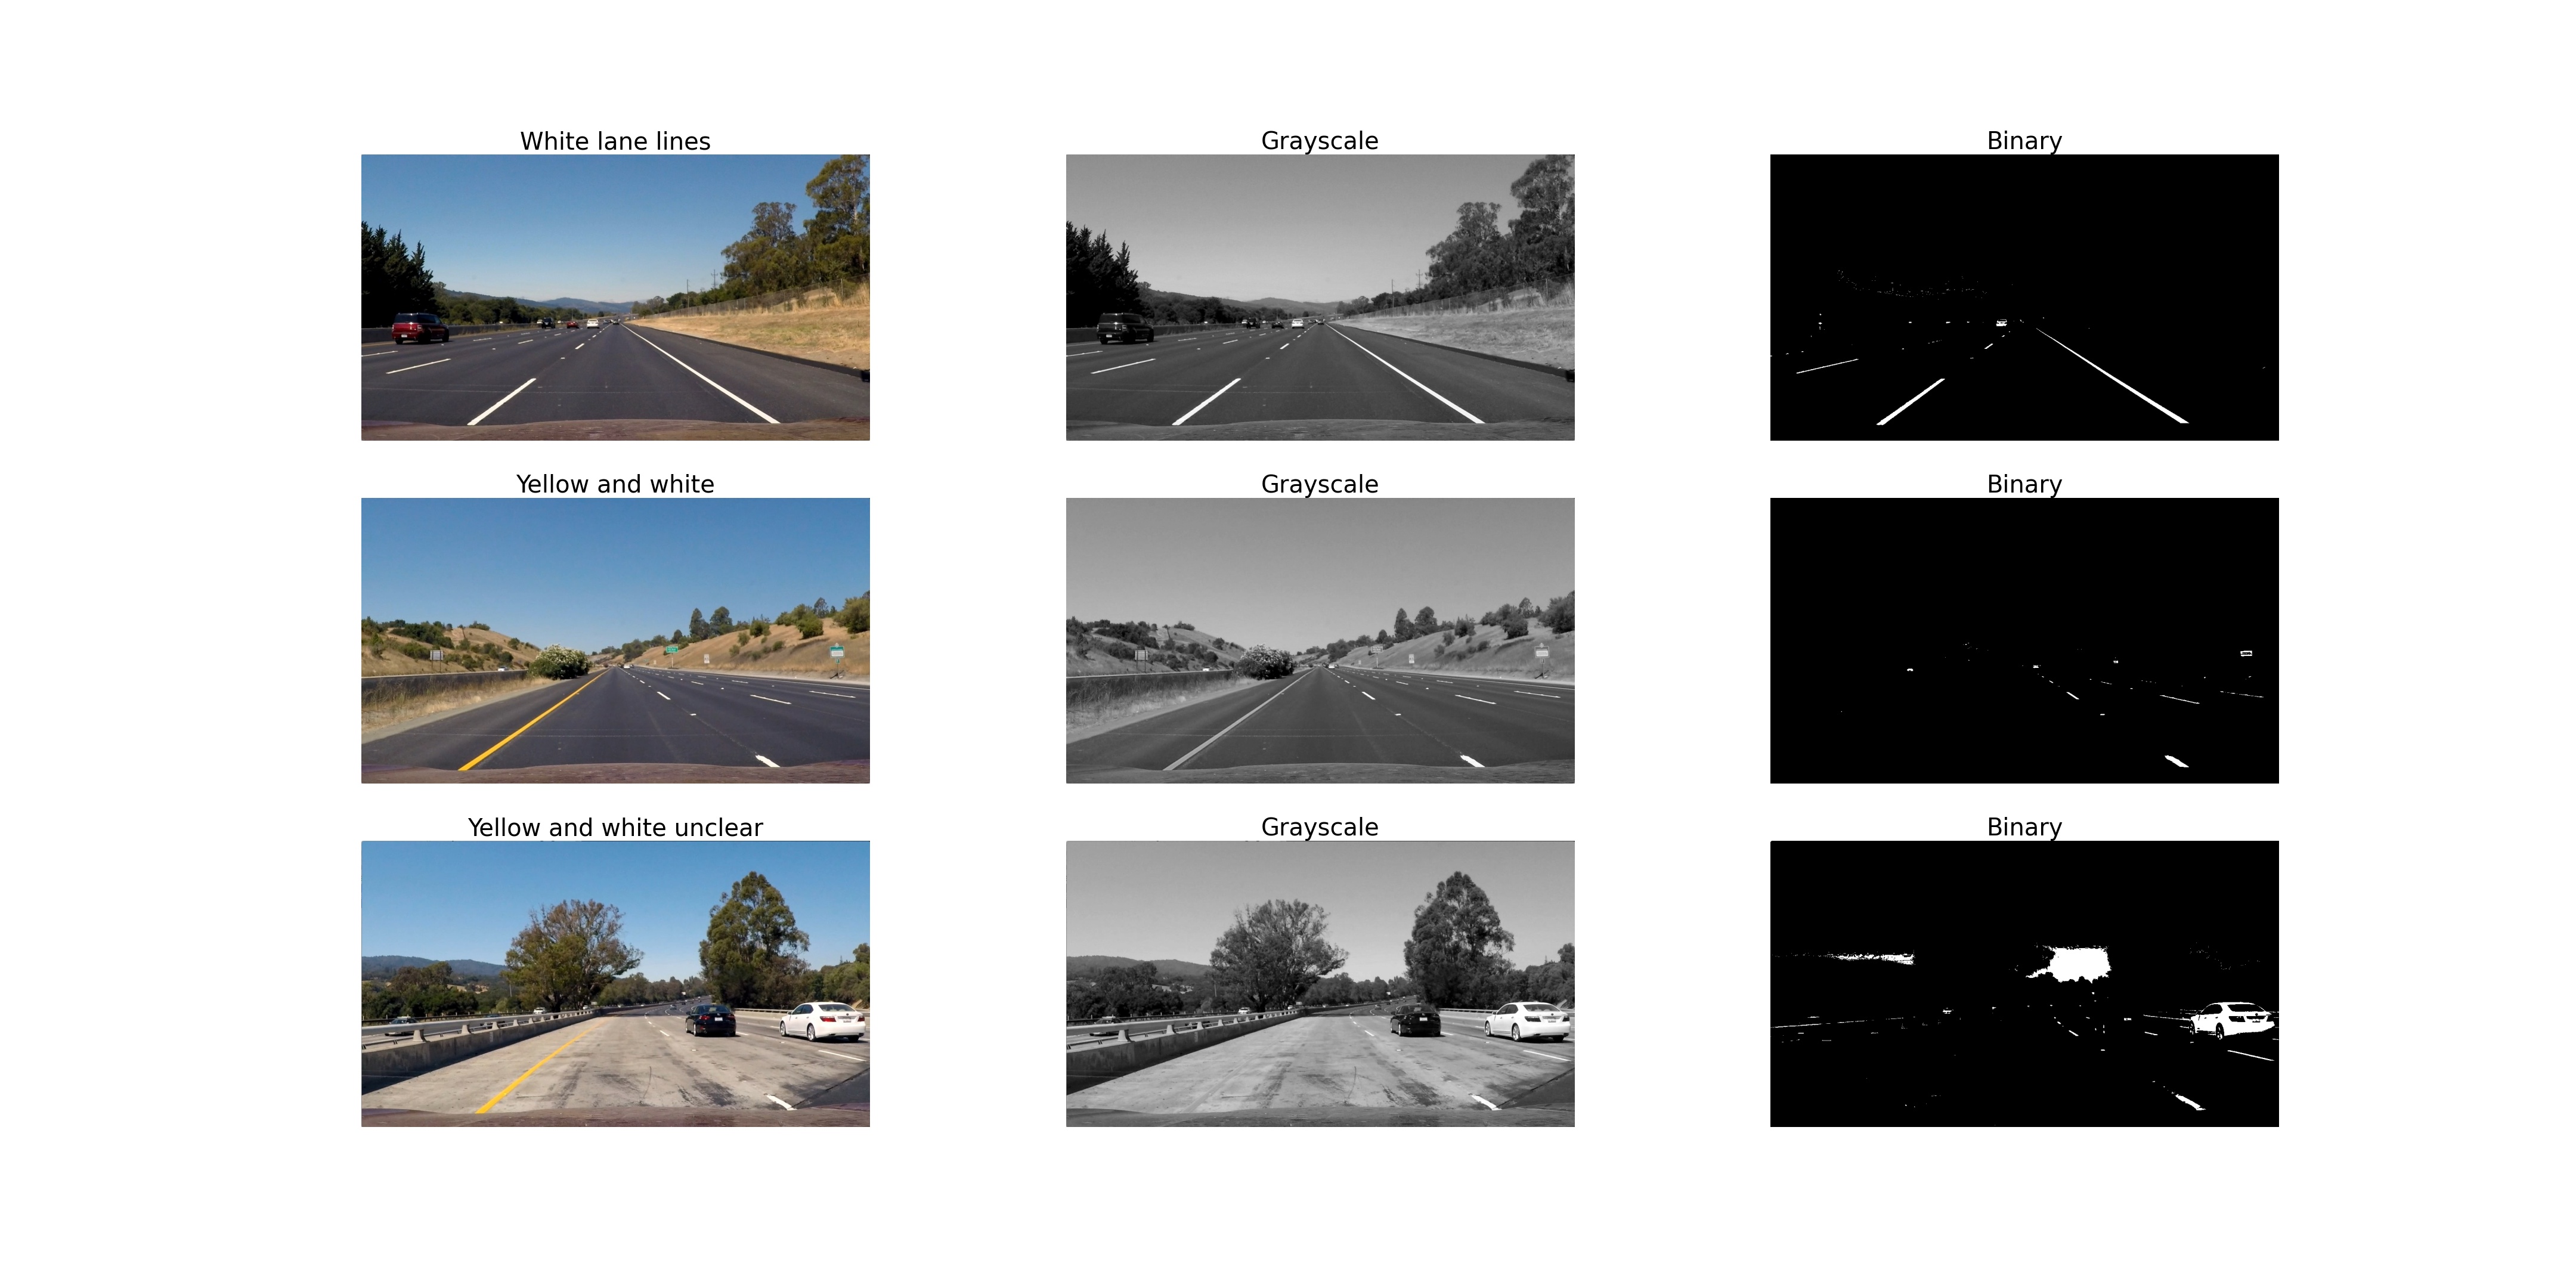 White lane lines
Grayscale
Binary
Yellow and white
Grayscale
Binary
Yellow and white unclear
Grayscale
Binary